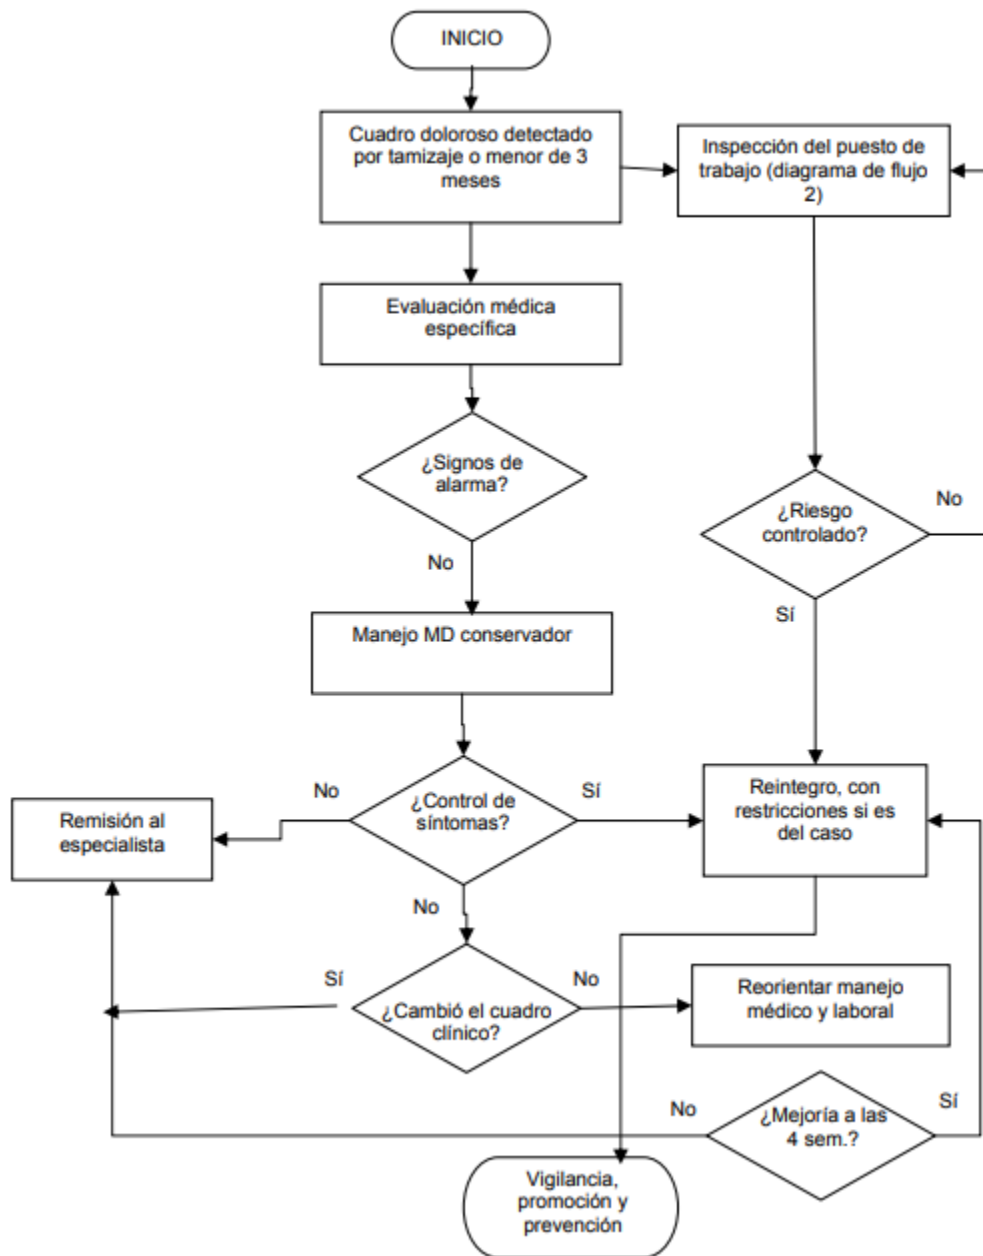 INICIO
Cuadro doloroso detectado
por tamizaje o menor de 3
meses
Inspección del puesto de
trabajo (diagrama de flujo
2)
Evaluación médica
específica
¿Signos de
alarma?
No
¿Riesgo
controlado?
No
Sí
Manejo MD conservador
No
¿Control de
síntomas?
Sí
Reintegro, con
restricciones si es
del caso
Remisión al
especialista
No
Sí
¿Cambió el cuadro
clínico?
No
Reorientar manejo
médico y laboral
No
¿Mejoría a las
4 sem.?
Sí
Vigilancia,
promoción y
prevención